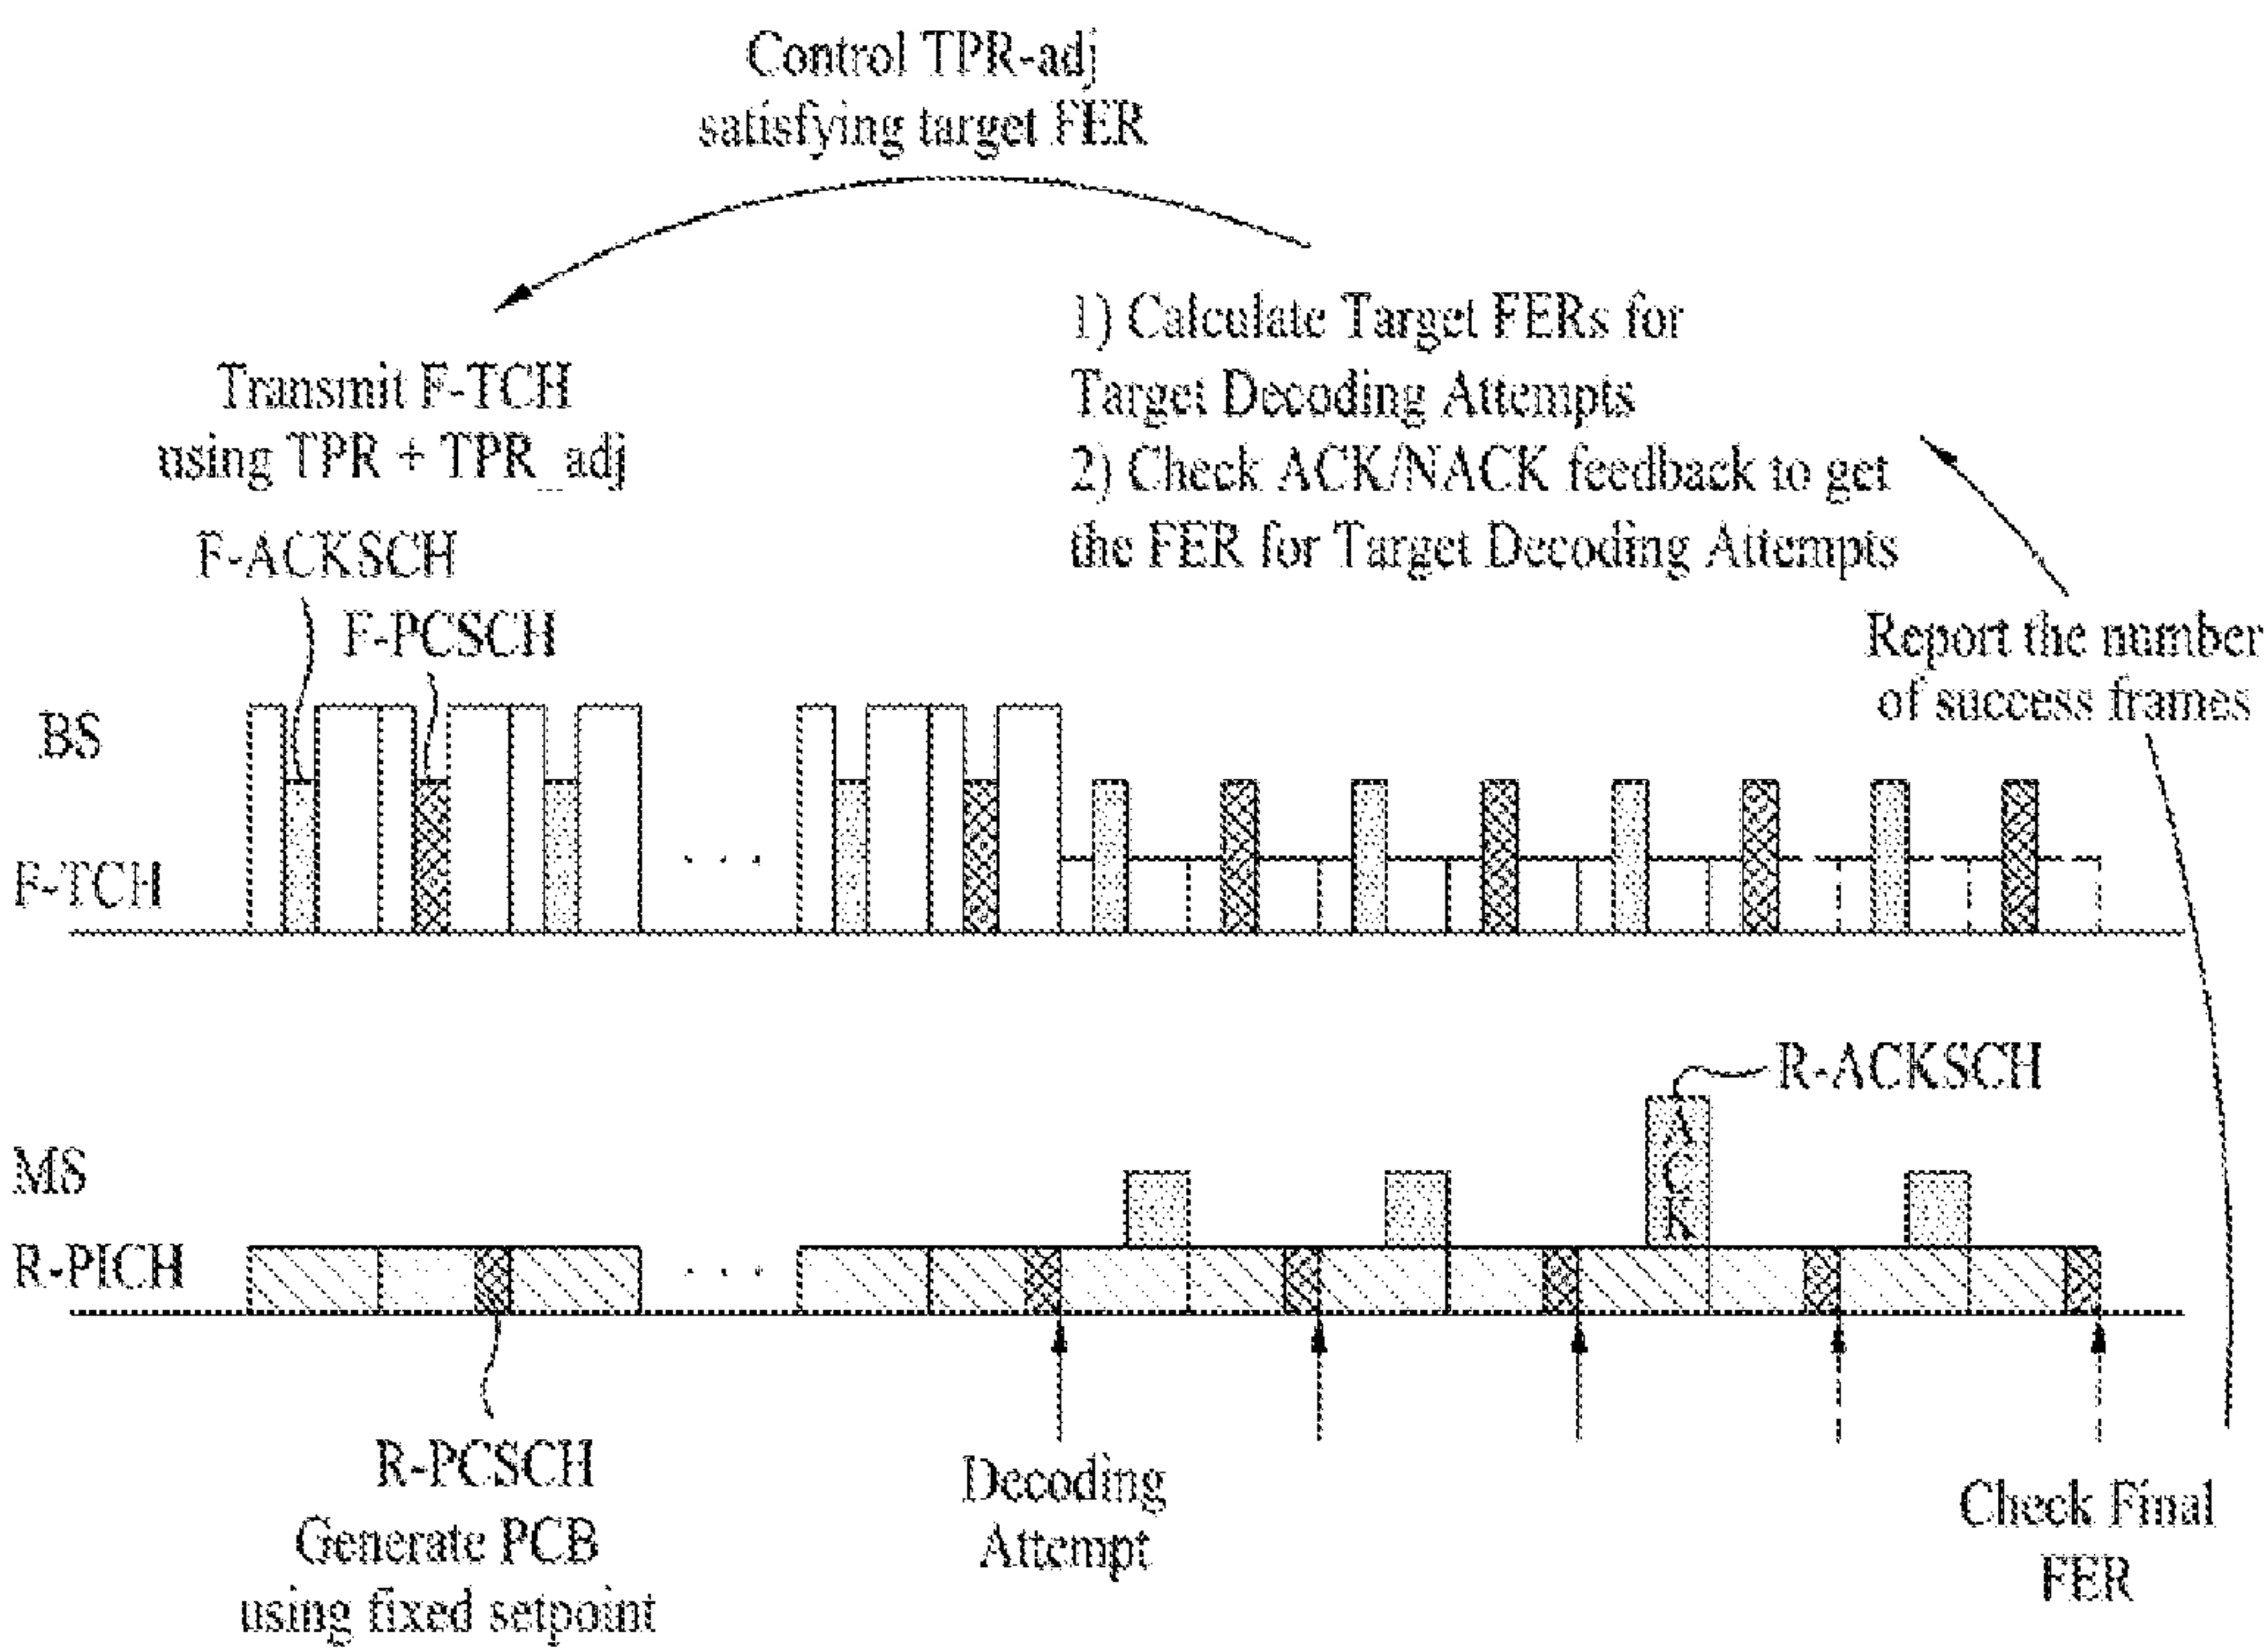 Control TPR-adj
satisfying target FER
1) Calculate Target FERs for
Target Decoding Attempts
2) Check ACK/NACK feedback to get
the FER for Target Decoding Attempts
Transmit F-TCH
using TPR + TPR_adj
F-ACKSCH
F-PCSCH
Report the number
of success frames
BS
F-TCH
· · ·
R-ACKSCH
ACK
MS
R-PICH
· · ·
R-PCSCH
Generate PCB
using fixed setpoint
Decoding
Attempt
Check Final
FER